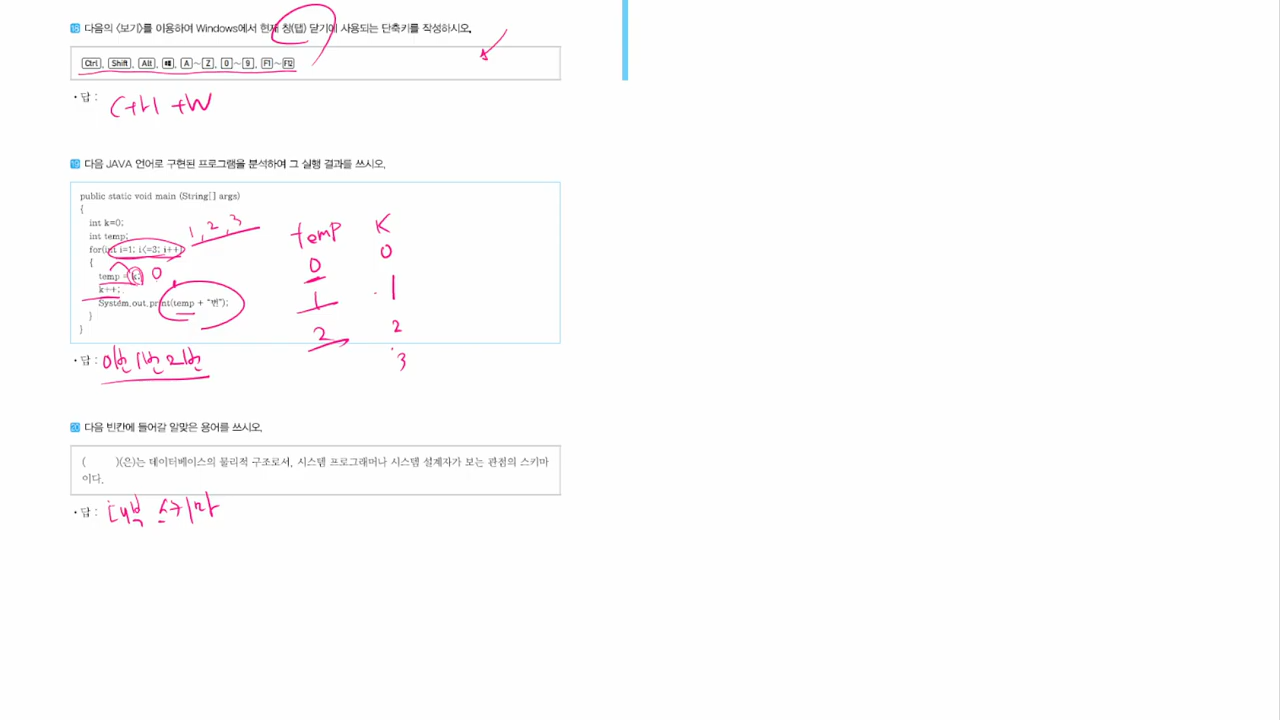 18 다음의 〈보기〉를 이용하여 Windows에서 현재 창(탭) 닫기에 사용되는 단축키를 작성하시오.
Ctrl, Shift, Alt, A~Z, 0~9, F1~F12
• 답 : Ctrl + W
19 다음 JAVA 언어로 구현된 프로그램을 분석하여 그 실행 결과를 쓰시오.
public static void main (String[] args)
{
int k=0;
int temp;
for(int i=1; i<=3; i++)
1, 2, 3
{
temp = k; 0
k++;
System.out.print(temp + "번");
}
}
temp K
0 0
1 1
2 2
3
• 답 : 0번 1번 2번
20 다음 빈칸에 들어갈 알맞은 용어를 쓰시오.
( )(은)는 데이터베이스의 물리적 구조로서, 시스템 프로그래머나 시스템 설계자가 보는 관점의 스키마
이다.
• 답 : 내부 스키마